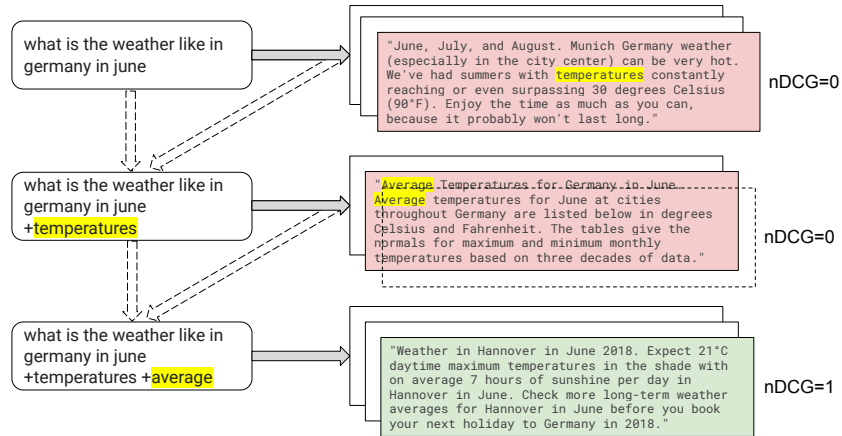 what is the weather like in
germany in june
"June, July, and August. Munich Germany weather
(especially in the city center) can be very hot.
We've had summers with temperatures constantly
reaching or even surpassing 30 degrees Celsius
(90°F). Enjoy the time as much as you can,
because it probably won't last long."
nDCG=0
what is the weather like in
germany in june
+temperatures
"Average Temperatures for Germany in June.
Average temperatures for June at cities
throughout Germany are listed below in degrees
Celsius and Fahrenheit. The tables give the
normals for maximum and minimum monthly
temperatures based on three decades of data."
nDCG=0
what is the weather like in
germany in june
+temperatures +average
"Weather in Hannover in June 2018. Expect 21°C
daytime maximum temperatures in the shade with
on average 7 hours of sunshine per day in
Hannover in June. Check more long-term weather
averages for Hannover in June before you book
your next holiday to Germany in 2018."
nDCG=1